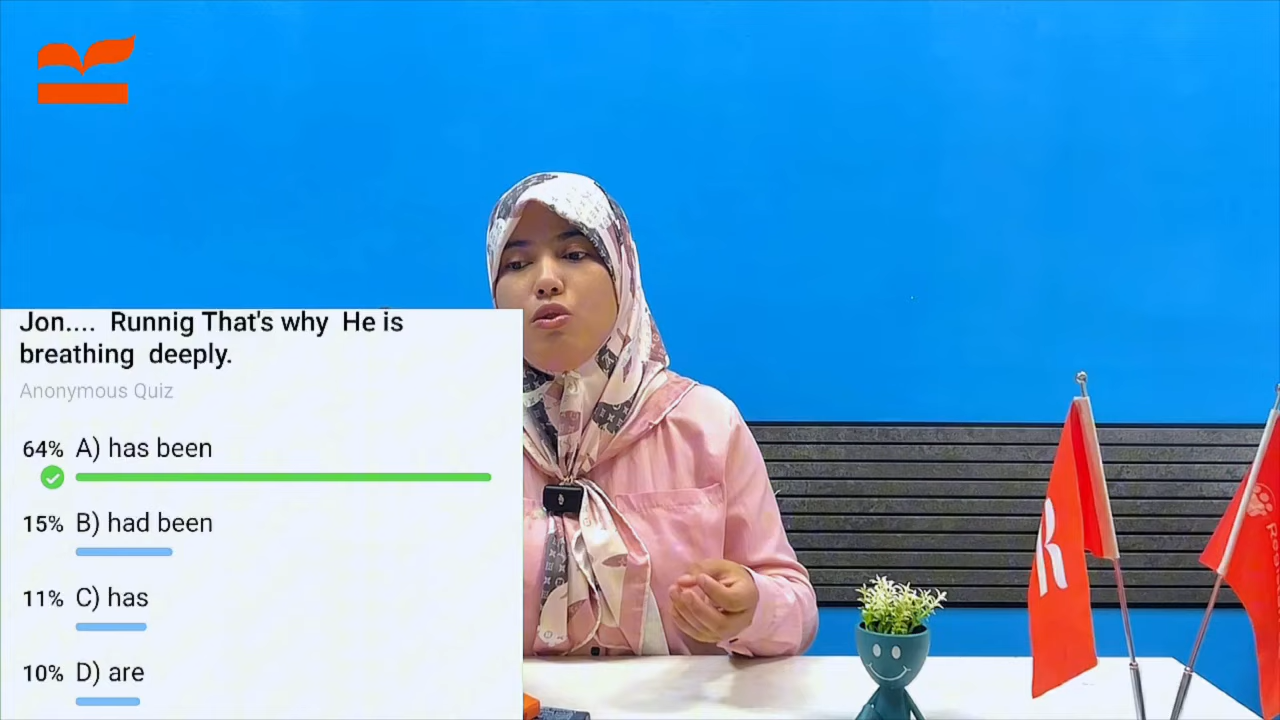 Jon.... Runnig That's why He is
breathing deeply.
Anonymous Quiz
64% A) has been
15% B) had been
11% C) has
10% D) are
R